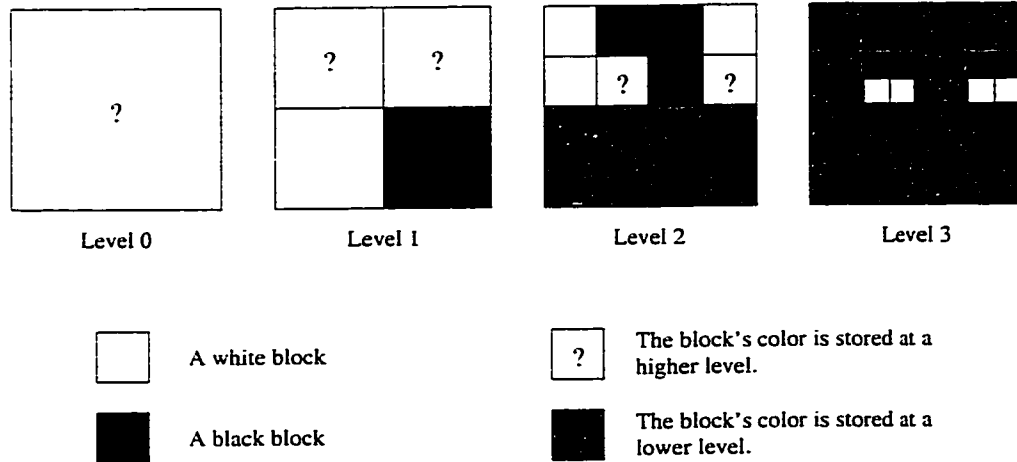 ?
? ?
? ?
Level 0 Level 1 Level 2 Level 3
A white block
? The block's color is stored at a
higher level.
A black block
The block's color is stored at a
lower level.